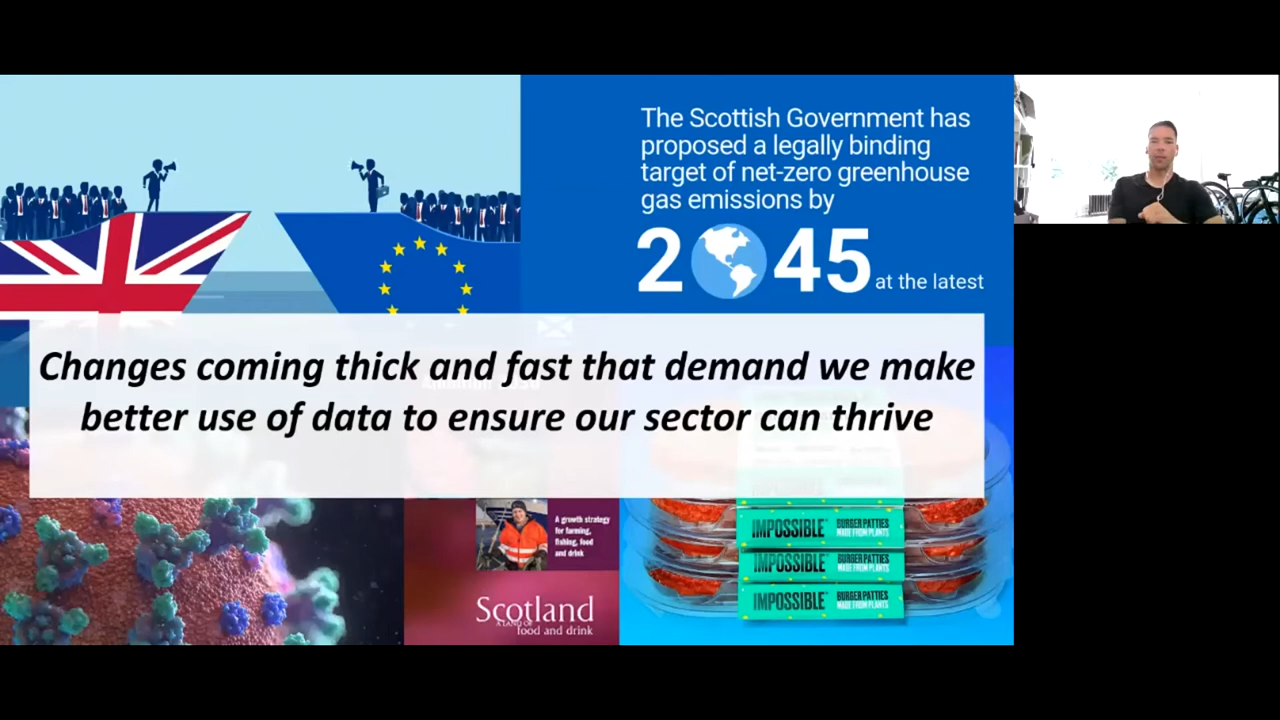 The Scottish Government has
proposed a legally binding
target of net-zero greenhouse
gas emissions by
2045 at the latest
Changes coming thick and fast that demand we make
better use of data to ensure our sector can thrive
A growth strategy
for farming,
fishing, food
and drink
Scotland
A LAND OF
food and drink
IMPOSSIBLE™ BURGER PATTIES
MADE FROM PLANTS
IMPOSSIBLE™ BURGER PATTIES
MADE FROM PLANTS
IMPOSSIBLE™ BURGER PATTIES
MADE FROM PLANTS